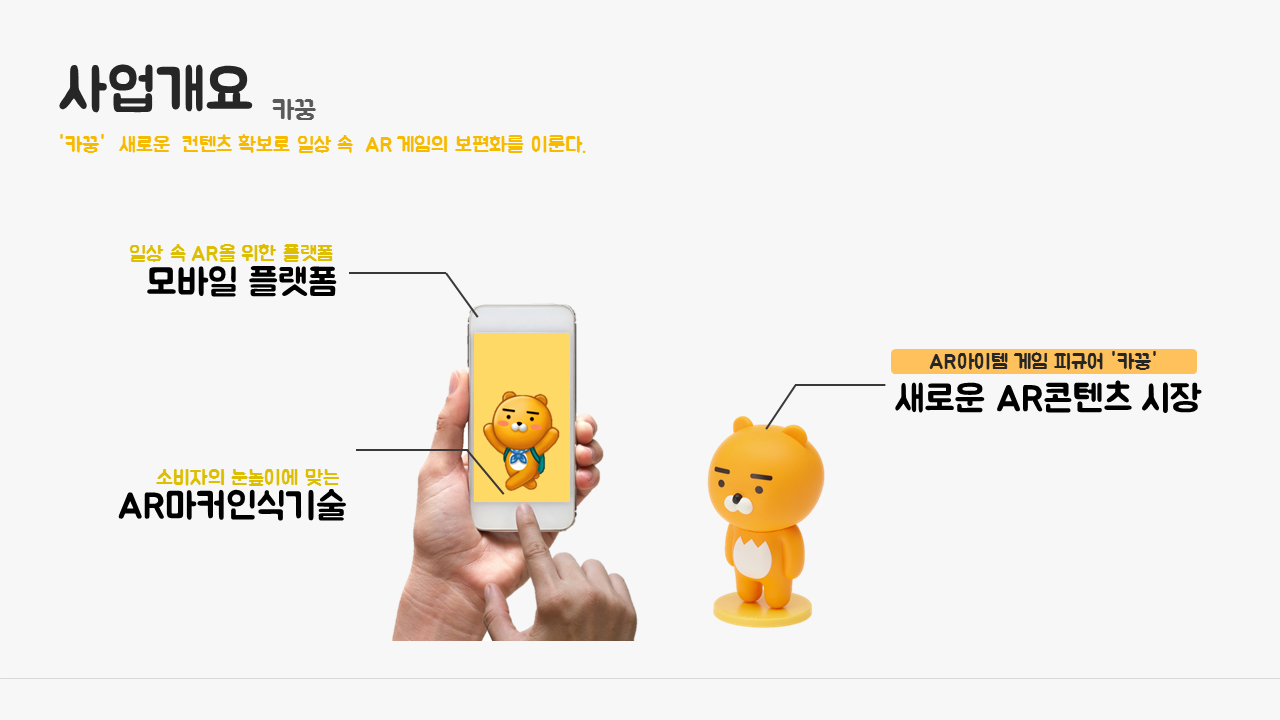 사업개요 카꿍
'카꿍' 새로운 컨텐츠 확보로 일상 속 AR 게임의 보편화를 이룬다.
일상 속 AR을 위한 플랫폼
모바일 플랫폼
AR아이템 게임 피규어 '카꿍'
새로운 AR콘텐츠 시장
소비자의 눈높이에 맞는
AR마커인식기술